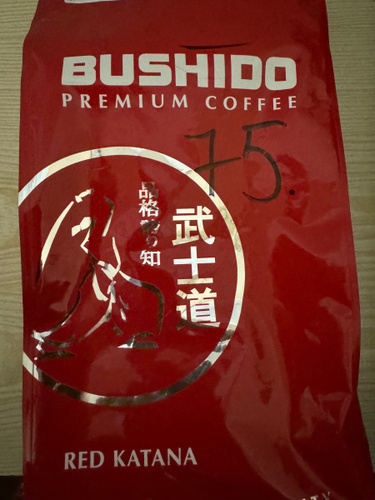 BUSHIDO
PREMIUM COFFEE
75.
武士道
RED KATANA